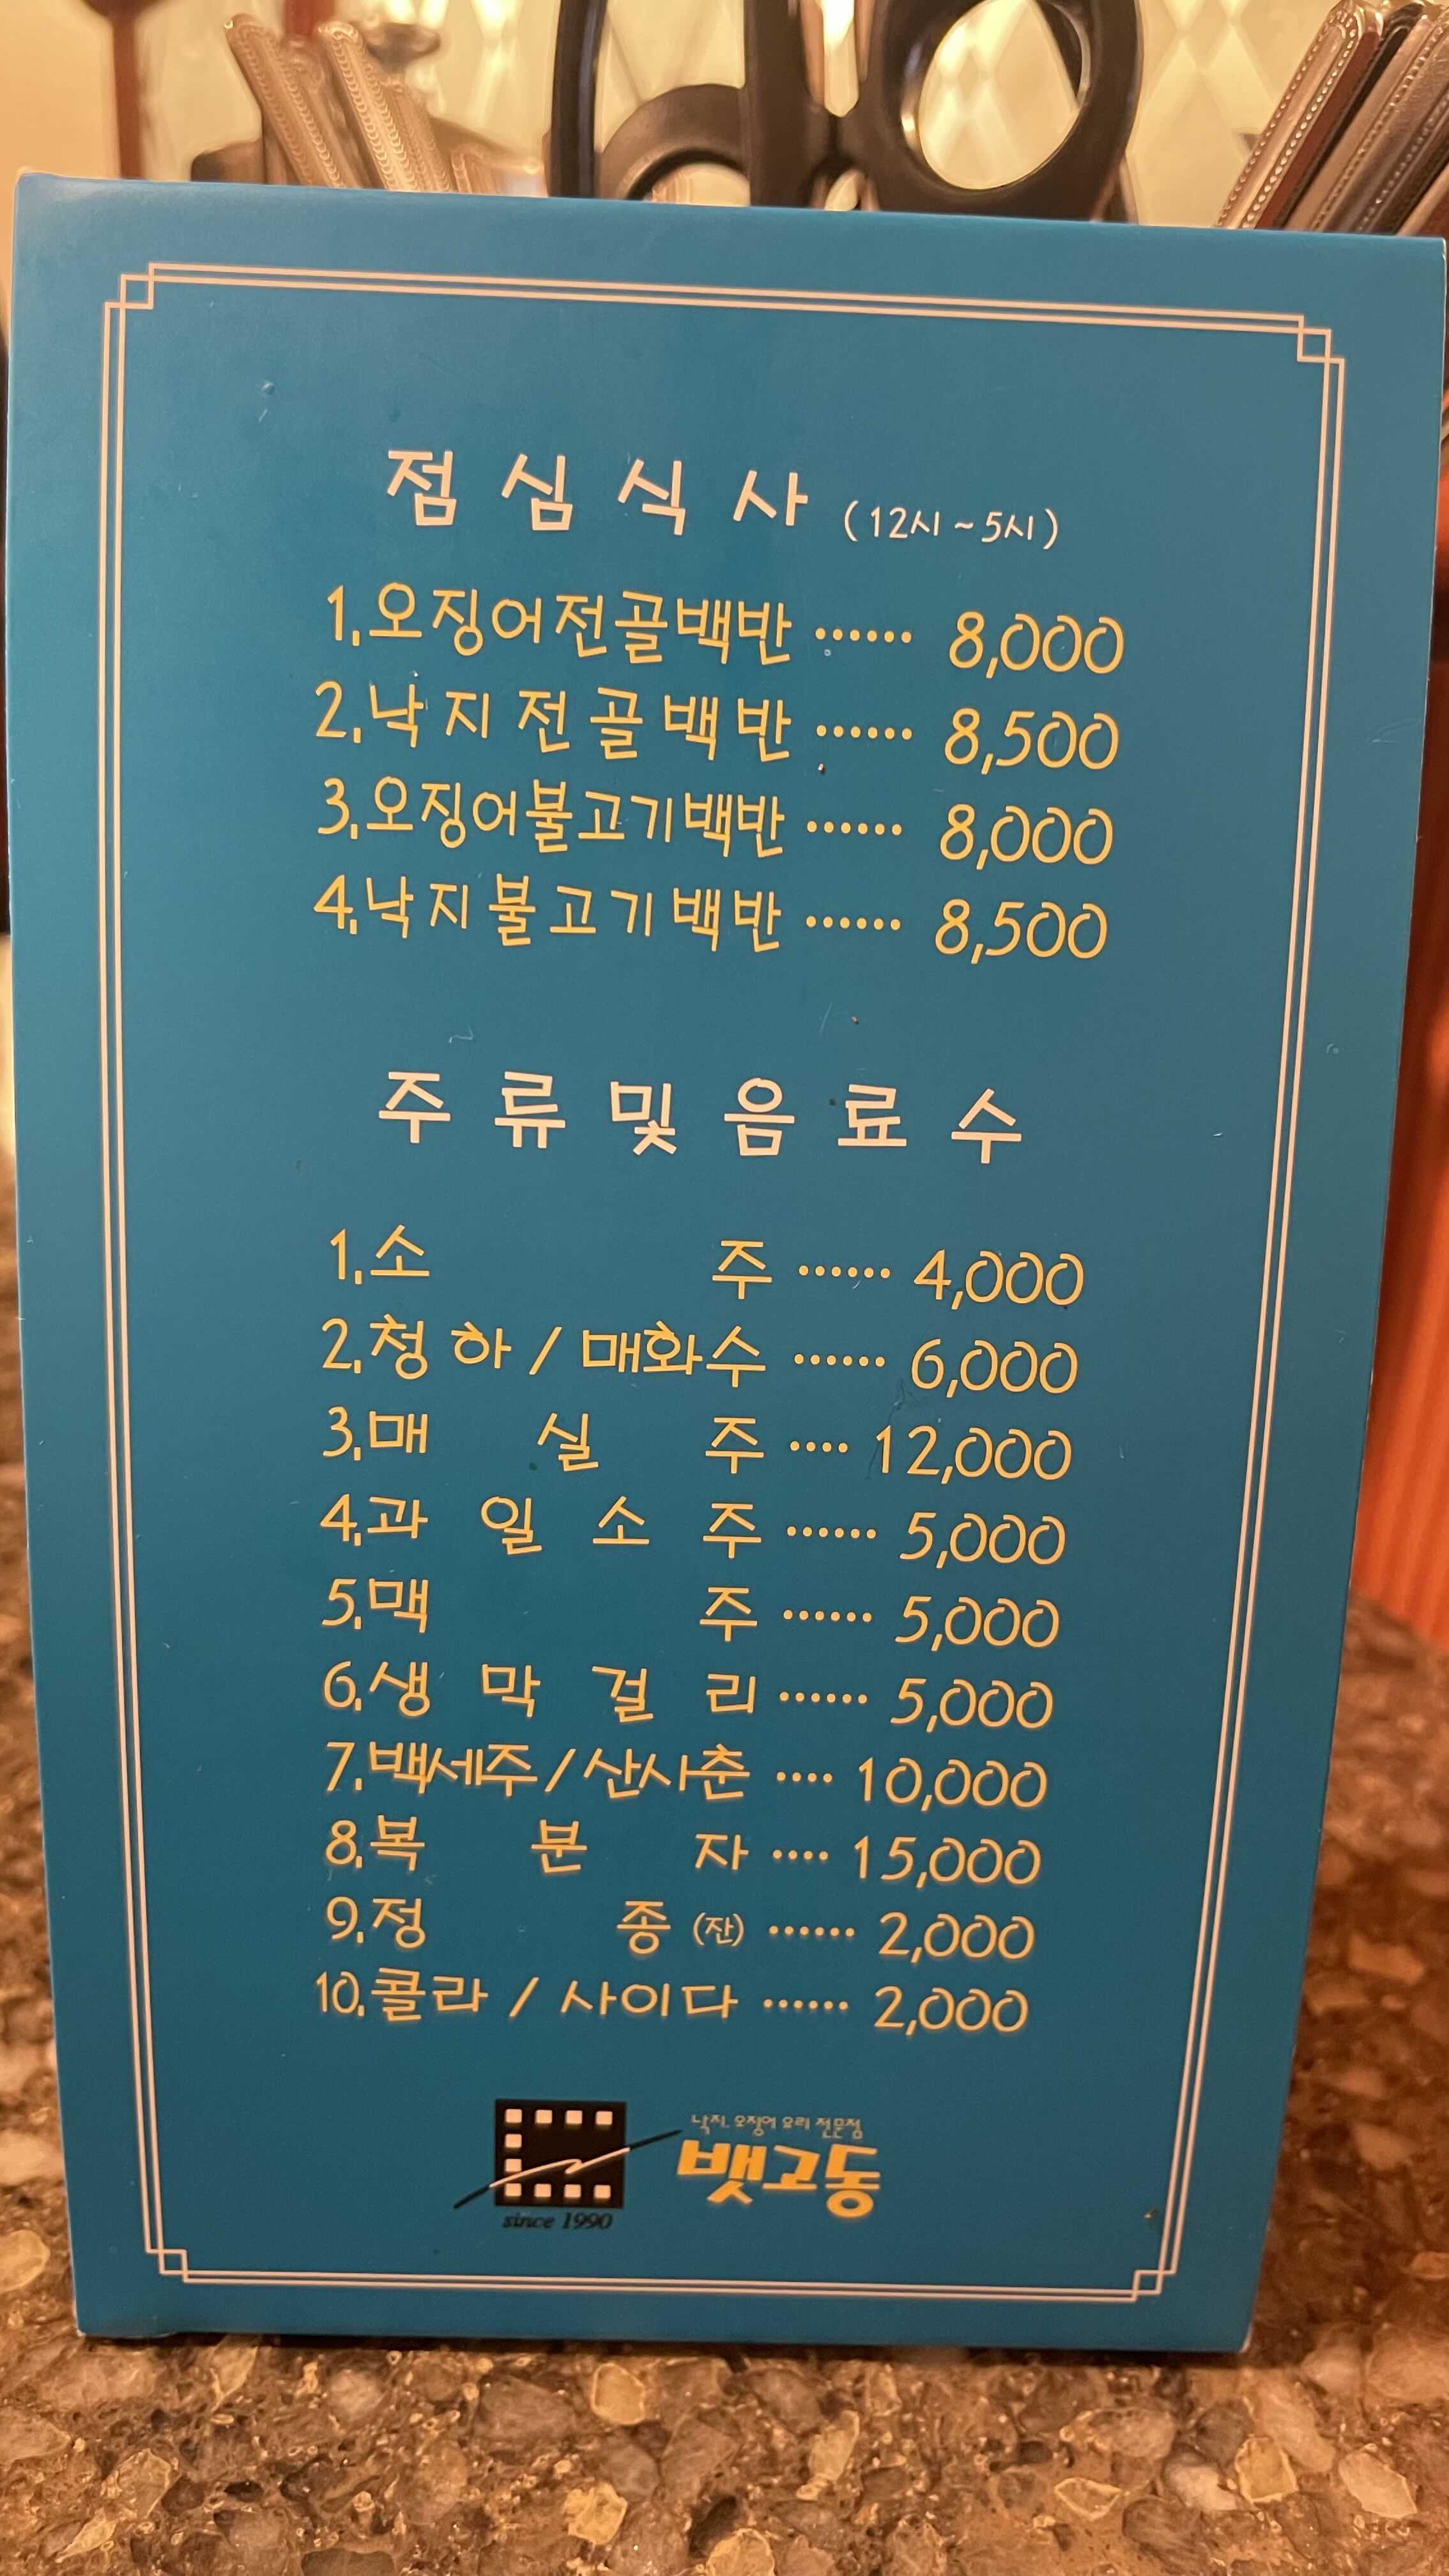 점심식사 (12시~5시)
1.오징어전골백반 ······ 8,000
2.낙지전골백반 ······ 8,500
3.오징어불고기백반 ······ 8,000
4.낙지불고기백반 ······ 8,500
주류및음료수
1.소주 ······ 4,000
2.청하/매화수 ······ 6,000
3.매실주 ···· 12,000
4.과일소주 ······ 5,000
5.맥주 ······ 5,000
6.생막걸리 ······ 5,000
7.백세주/산사춘 ···· 10,000
8.복분자 ···· 15,000
9.정종(잔) ······ 2,000
10.콜라/사이다 ······ 2,000
낙지, 오징어 요리 전문점
뱃고동
since 1990